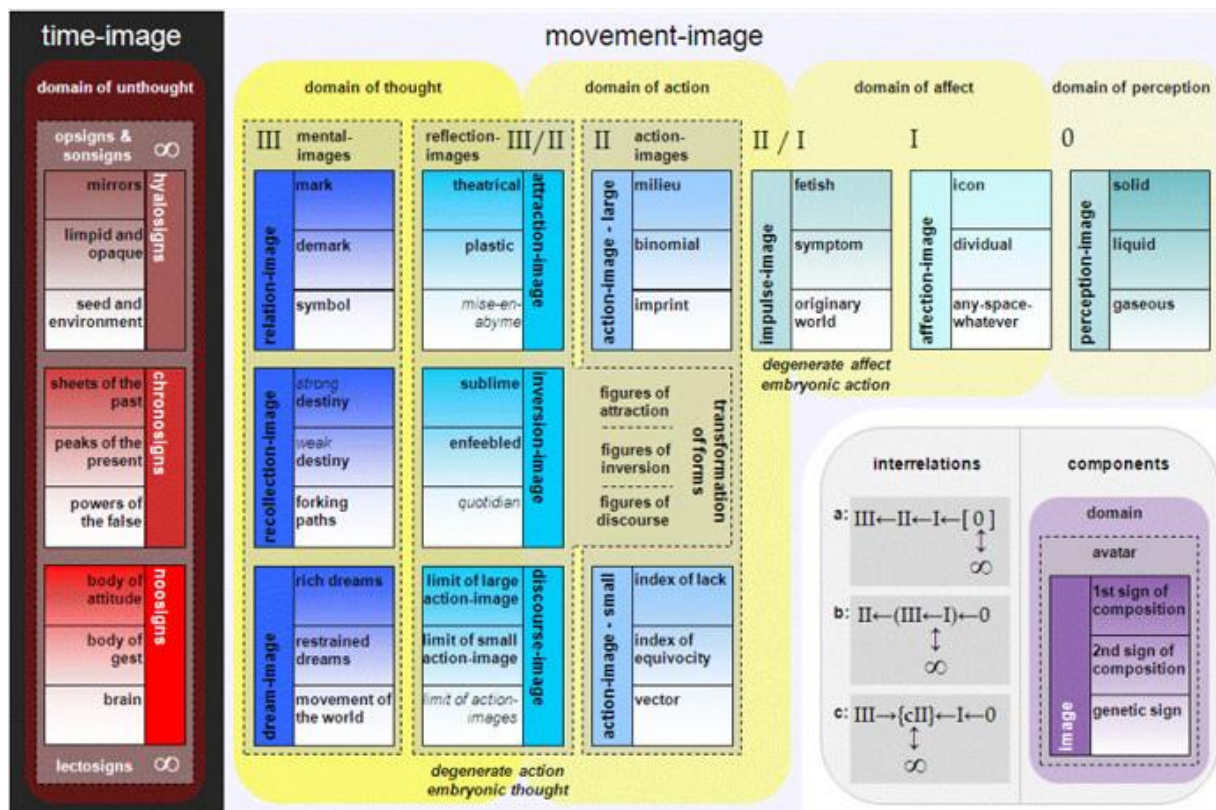 time-image
movement-image
domain of unthought
domain of thought
domain of action
domain of affect
domain of perception
opsigns &
sonsigns ∞
mirrors
limpid and
opaque
seed and
environment
hyalosigns
sheets of the
past
peaks of the
present
powers of
the false
chronosigns
body of
attitude
body of
gest
brain
noosigns
lectosigns ∞
III mental-
images
relation-image
mark
demark
symbol
recollection-image
strong
destiny
weak
destiny
forking
paths
dream-image
rich dreams
restrained
dreams
movement of
the world
reflection-
images III/II
theatrical
plastic
mise-en-
abyme
attraction-image
sublime
enfeebled
quotidian
inversion-image
limit of large
action-image
limit of small
action-image
limit of action-
images
discourse-image
degenerate action
embryonic thought
II action-
images
action-image - large
milieu
binomial
imprint
figures of
attraction
figures of
inversion
figures of
discourse
transformation
of forms
action-image - small
index of lack
index of
equivocity
vector
II / I
impulse-image
fetish
symptom
originary
world
degenerate affect
embryonic action
I
affection-image
icon
dividual
any-space-
whatever
0
perception-image
solid
liquid
gaseous
interrelations
a: III←II←I←[ 0 ]
↕
∞
b: II←(III←I)←0
↕
∞
c: III→{cII}←I←0
↕
∞
components
domain
avatar
image
1st sign of
composition
2nd sign of
composition
genetic sign